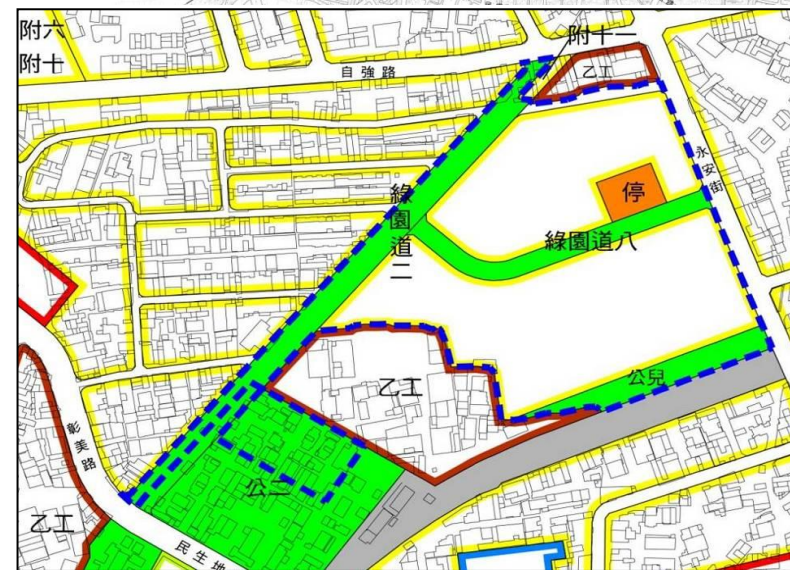 附六
附十
附十一
自強路
乙工
永安街
停
綠園道二
綠園道八
公兒
乙工
彰美路
公二
乙工
民生地